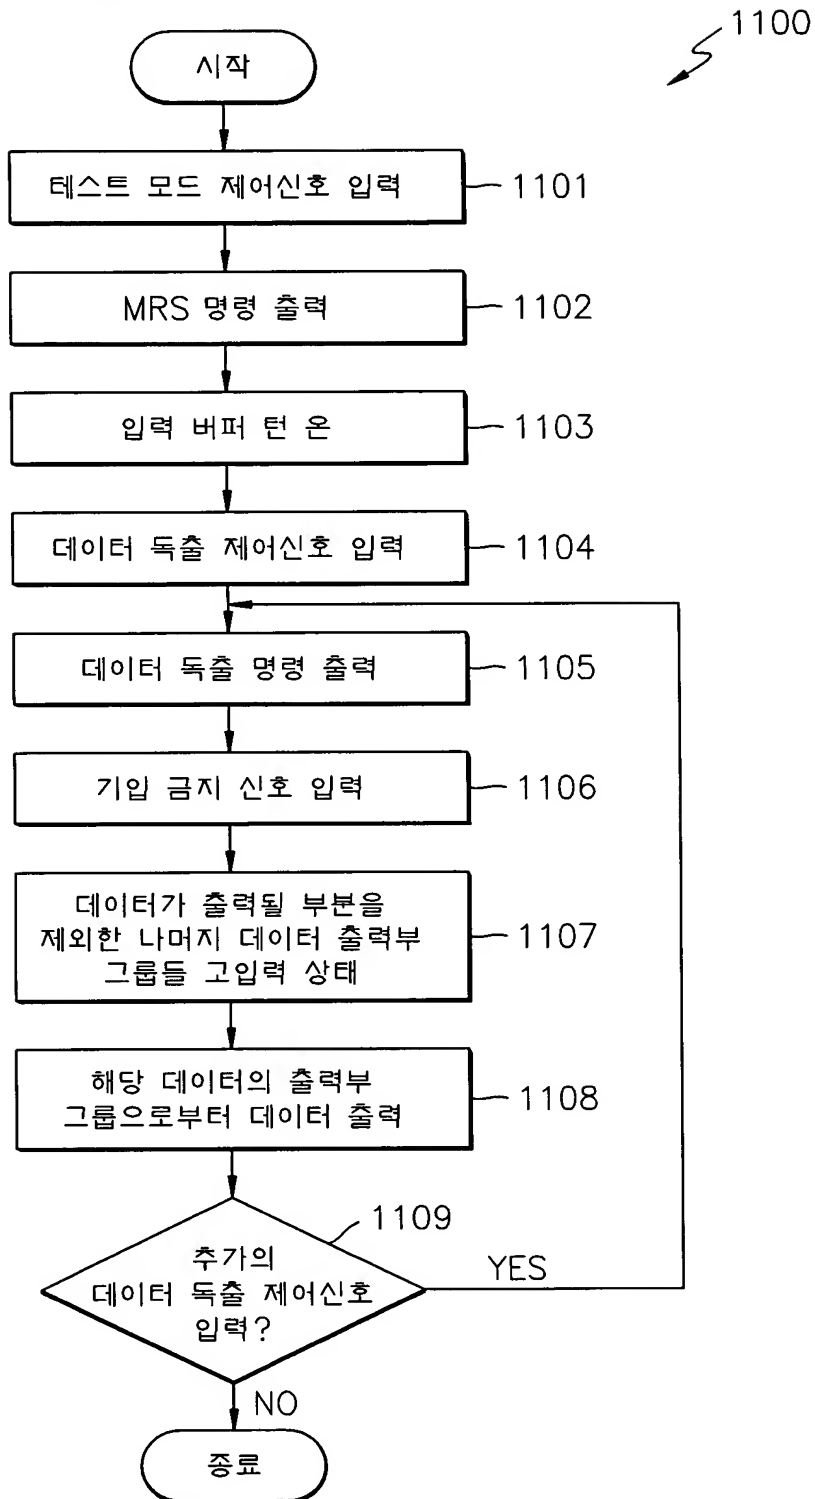 1100
시작
테스트 모드 제어신호 입력
1101
MRS 명령 출력
1102
입력 버퍼 턴 온
1103
데이터 독출 제어신호 입력
1104
데이터 독출 명령 출력
1105
기입 금지 신호 입력
1106
데이터가 출력될 부분을
제외한 나머지 데이터 출력부
그룹들 고입력 상태
1107
해당 데이터의 출력부
그룹으로부터 데이터 출력
1108
1109
추가의
데이터 독출 제어신호
입력?
YES
NO
종료